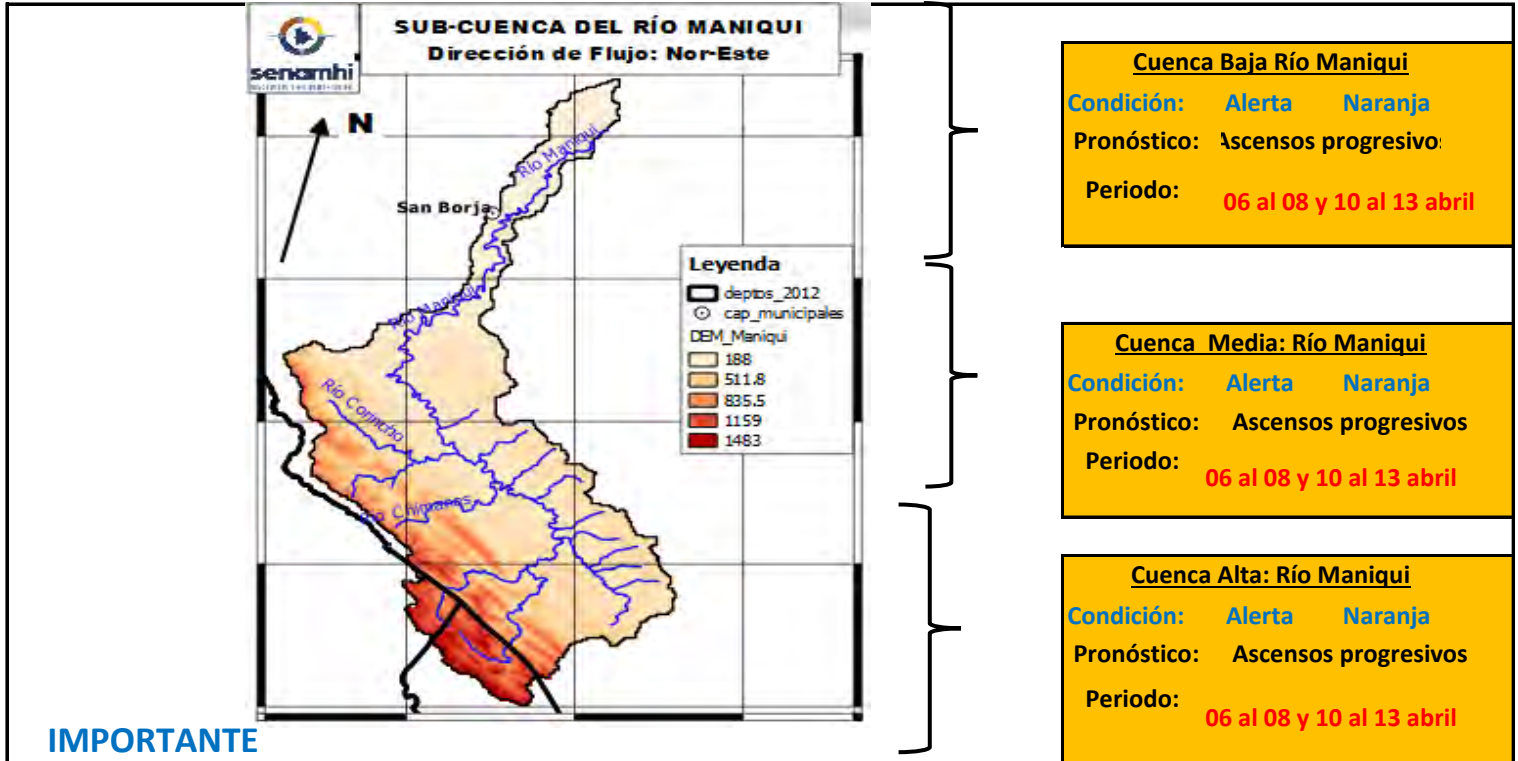 SUB-CUENCA DEL RÍO MANIQUI
Dirección de Flujo: Nor-Este
senamhi
N
Río Maniqui
San Borja
Río Maniqui
Río Chimanes
Leyenda
deptos_2012
cap_municipales
DEM_Maniqui
188
511.8
835.5
1159
1483
Cuenca Baja Río Maniqui
Condición: Alerta Naranja
Pronóstico: Ascensos progresivos
Periodo: 06 al 08 y 10 al 13 abril
Cuenca Media: Río Maniqui
Condición: Alerta Naranja
Pronóstico: Ascensos progresivos
Periodo: 06 al 08 y 10 al 13 abril
Cuenca Alta: Río Maniqui
Condición: Alerta Naranja
Pronóstico: Ascensos progresivos
Periodo: 06 al 08 y 10 al 13 abril
IMPORTANTE